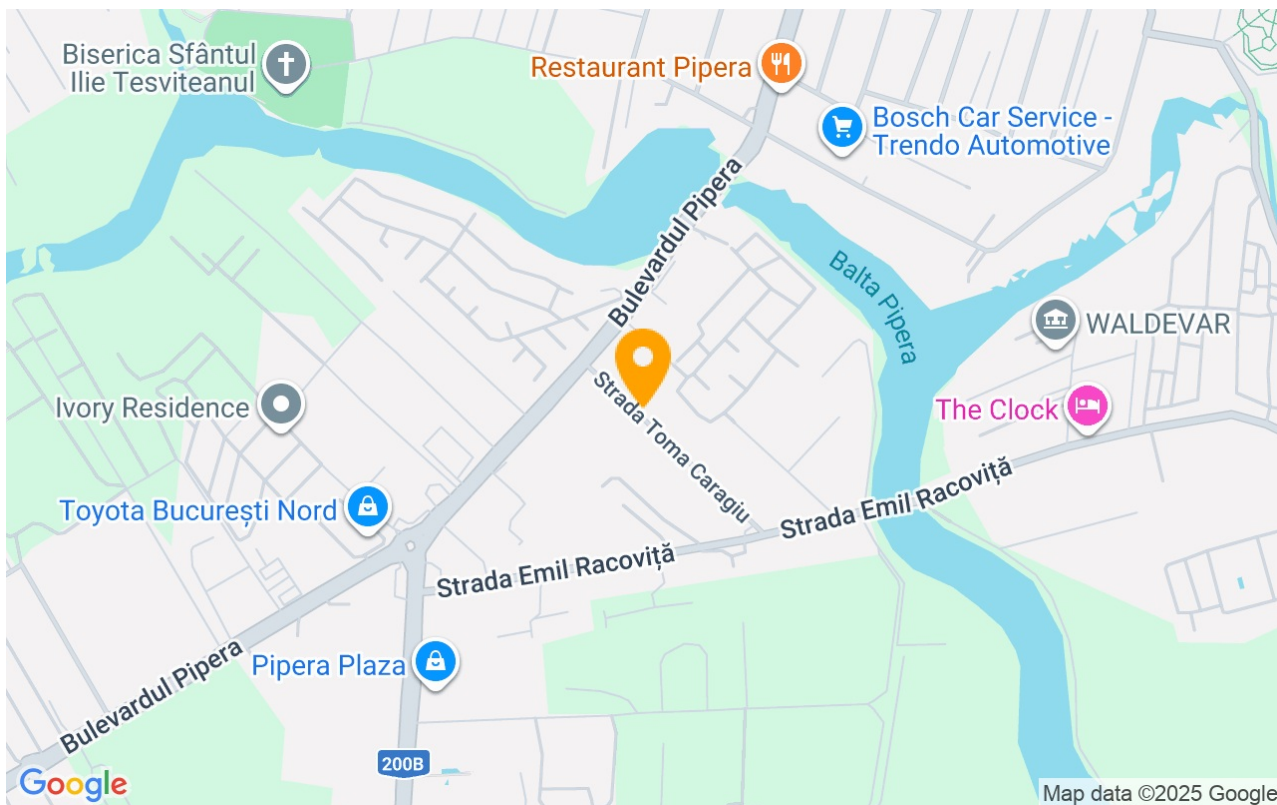 Biserica Sfântul
Ilie Tesviteanul
Restaurant Pipera
Bosch Car Service -
Trendo Automotive
Bulevardul Pipera
Balta Pipera
WALDEVAR
Ivory Residence
Strada Toma Caragiu
The Clock
Toyota București Nord
Strada Emil Racoviță
Strada Emil Racoviță
Bulevardul Pipera
Pipera Plaza
200B
Google
Map data ©2025 Google